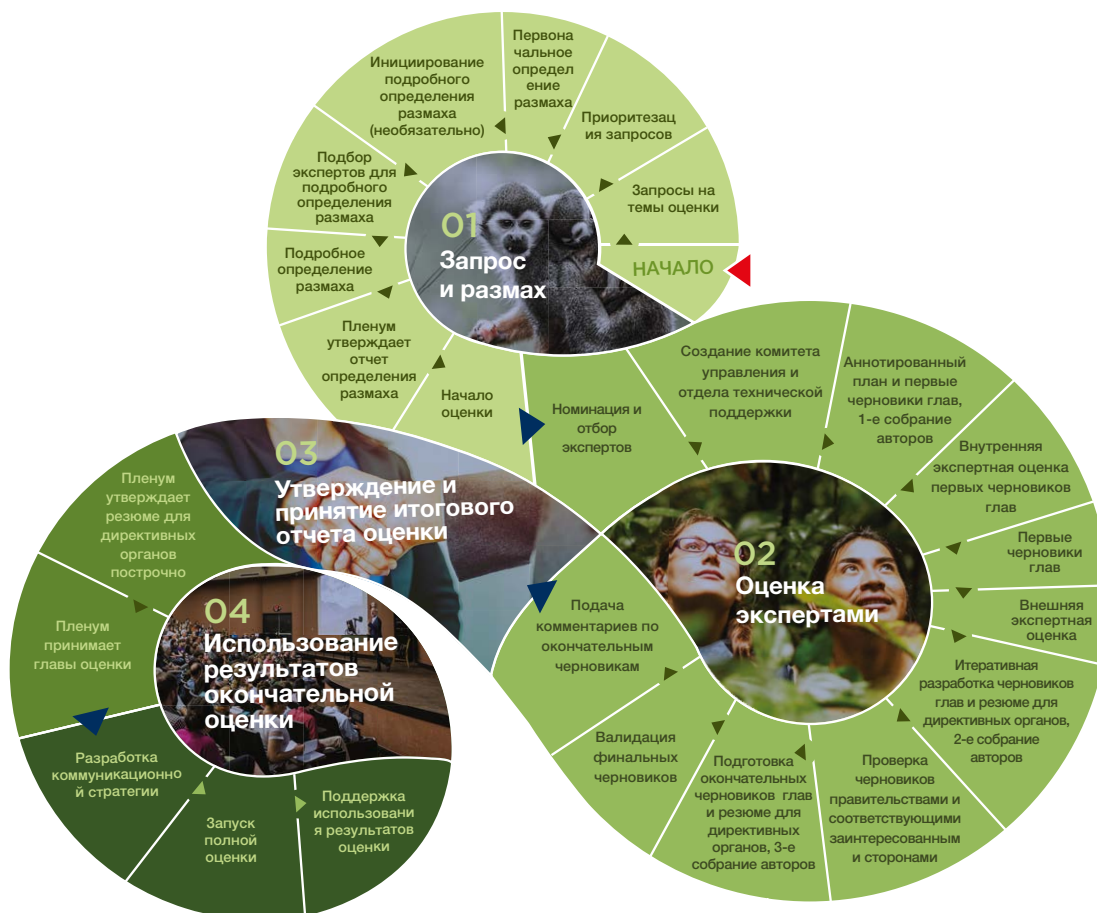 НАЧАЛО
Запросы на
темы оценки
Приоритезац
ия запросов
Первона
чальное
определ
ение
размаха
Инициирование
подробного
определения
размаха
(необязательно)
Подбор
экспертов для
подробного
определения
размаха
Подробное
определение
размаха
Пленум
утверждает
отчет
определения
размаха
Начало
оценки
01
Запрос
и размах
Номинация и
отбор
экспертов
Создание комитета
управления и
отдела технической
поддержки
Аннотированный
план и первые
черновики глав,
1-е собрание
авторов
Внутренняя
экспертная оценка
первых черновиков
глав
Первые
черновики
глав
Внешняя
экспертная
оценка
Итеративная
разработка черновиков
глав и резюме для
директивных органов,
2-е собрание
авторов
Проверка
черновиков
правительствами и
соответствующими
заинтересованным
и сторонами
Подготовка
окончательных
черновиков глав
и резюме для
директивных
органов, 3-е
собрание авторов
Валидация
финальных
черновиков
Подача
комментариев по
окончательным
черновикам
02
Оценка
экспертами
03
Утверждение и
принятие итогового
отчета оценки
Пленум
утверждает
резюме для
директивных
органов
построчно
Пленум
принимает
главы оценки
04
Использование
результатов
окончательной
оценки
Разработка
коммуникационно
й стратегии
Запуск
полной
оценки
Поддержка
использовани
я результатов
оценки